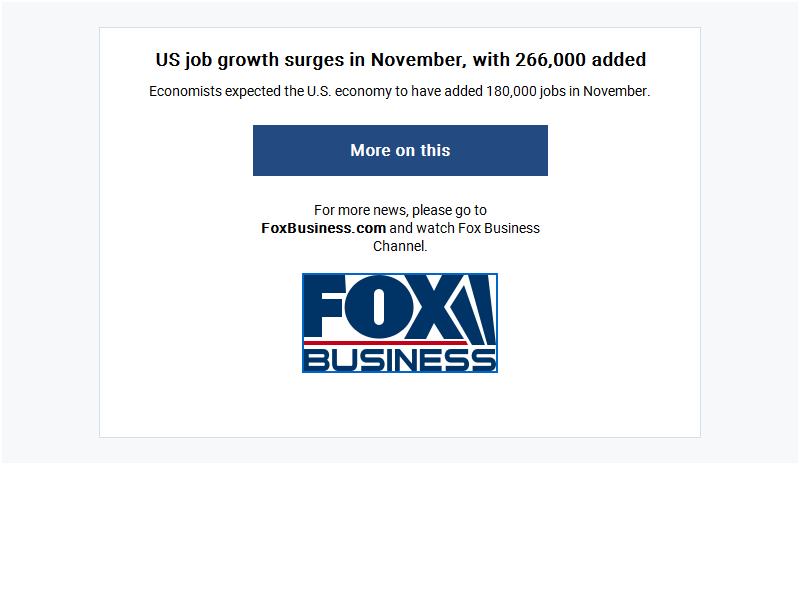 US job growth surges in November, with 266,000 added
Economists expected the U.S. economy to have added 180,000 jobs in November.
More on this
For more news, please go to
FoxBusiness.com and watch Fox Business
Channel.
FOX
BUSINESS